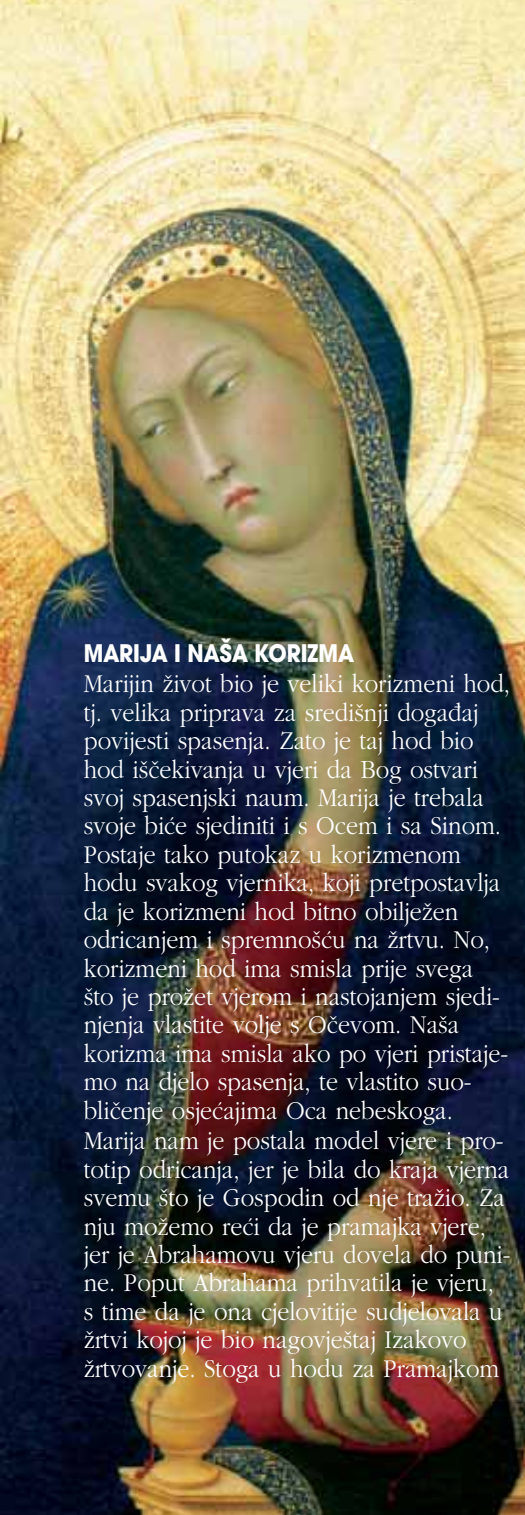 MARIJA I NAŠA KORIZMA
Marijin život bio je veliki korizmeni hod,
tj. velika priprava za središnji događaj
povijesti spasenja. Zato je taj hod bio
hod iščekivanja u vjeri da Bog ostvari
svoj spasenjski naum. Marija je trebala
svoje biće sjediniti i s Ocem i sa Sinom.
Postaje tako putokaz u korizmenom
hodu svakog vjernika, koji pretpostavlja
da je korizmeni hod bitno obilježen
odricanjem i spremnošću na žrtvu. No,
korizmeni hod ima smisla prije svega
što je prožet vjerom i nastojanjem sjedi-
njenja vlastite volje s Očevom. Naša
korizma ima smisla ako po vjeri pristaje-
mo na djelo spasenja, te vlastito suo-
bličenje osjećajima Oca nebeskoga.
Marija nam je postala model vjere i pro-
totip odricanja, jer je bila do kraja vjerna
svemu što je Gospodin od nje tražio. Za
nju možemo reći da je pramajka vjere,
jer je Abrahamovu vjeru dovela do puni-
ne. Poput Abrahama prihvatila je vjeru,
s time da je ona cjelovitije sudjelovala u
žrtvi kojoj je bio nagovještaj Izakovo
žrtvovanje. Stoga u hodu za Pramajkom